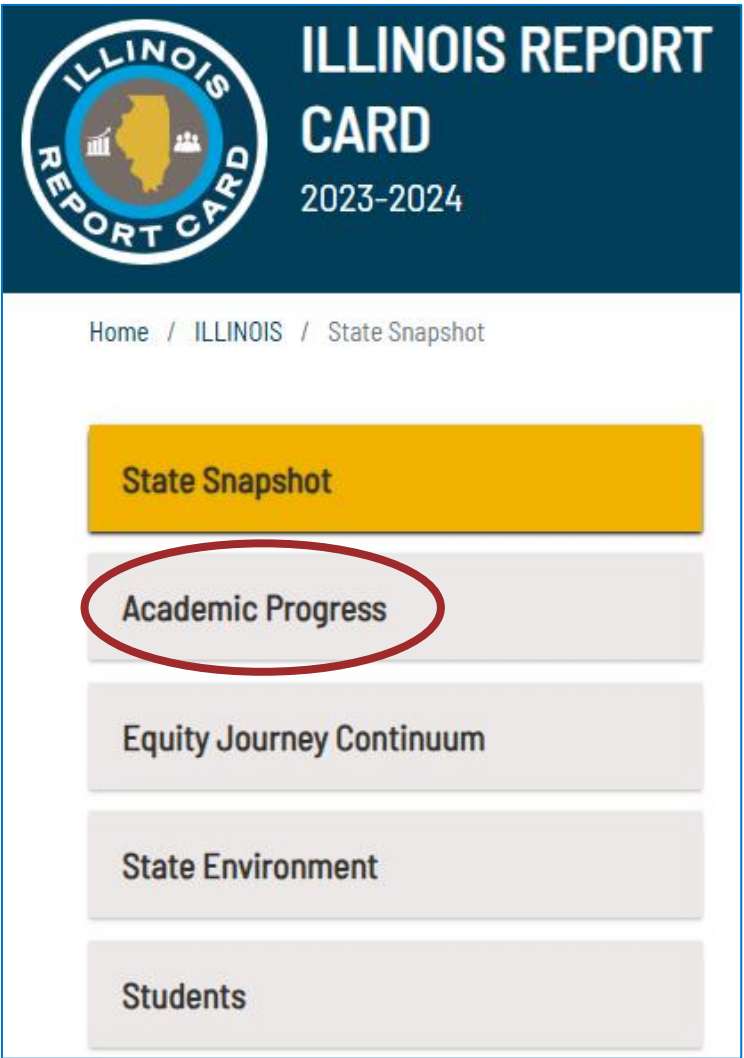 ILLINOIS
REPORT CARD
ILLINOIS REPORT
CARD
2023-2024
Home / ILLINOIS / State Snapshot
State Snapshot
Academic Progress
Equity Journey Continuum
State Environment
Students